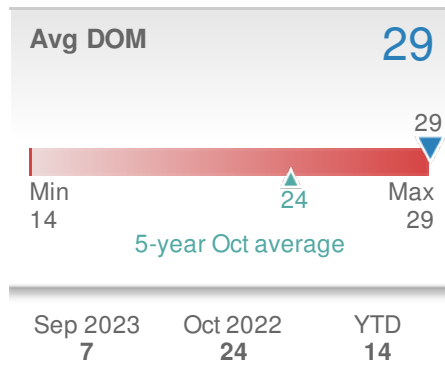 Avg DOM 29
29
Min Max
14 24 29
5-year Oct average
Sep 2023 Oct 2022 YTD
7 24 14